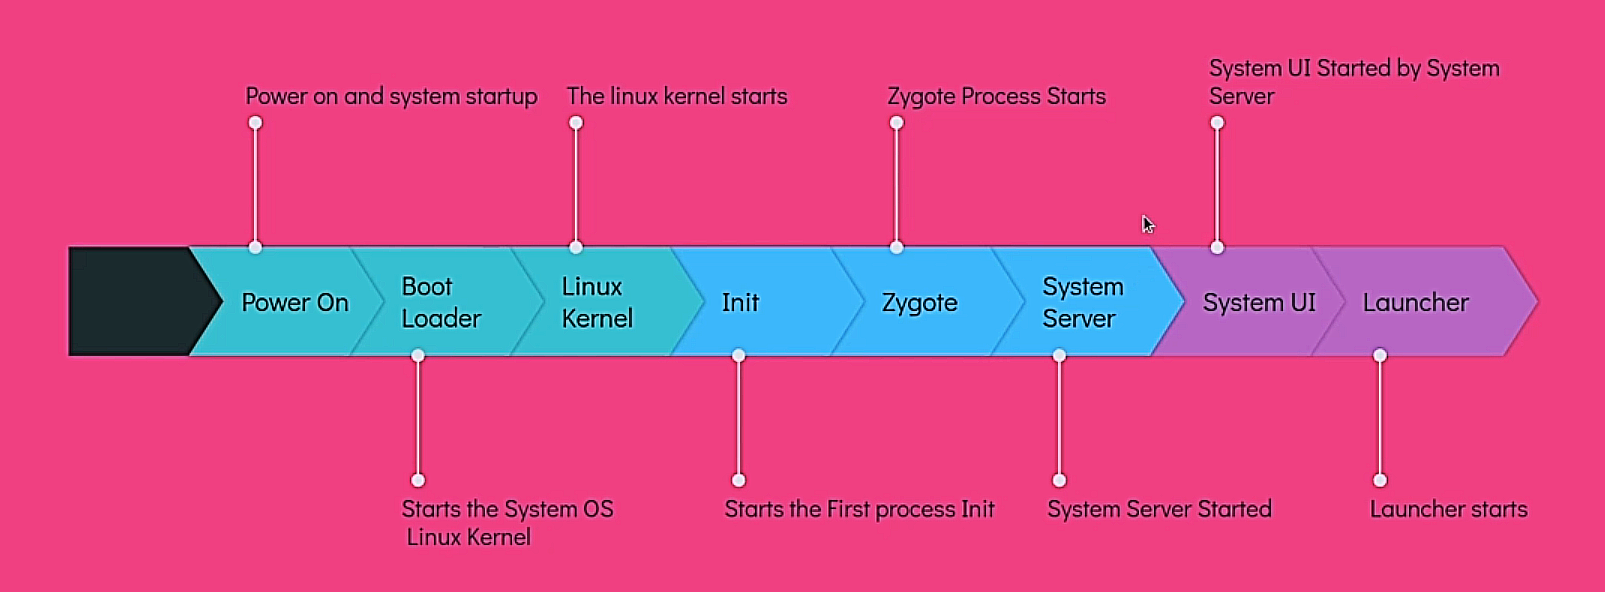 System UI Started by System
Server
Power on and system startup
The linux kernel starts
Zygote Process Starts
Power On
Boot
Loader
Linux
Kernel
Init
Zygote
System
Server
System UI
Launcher
Starts the System OS
Linux Kernel
Starts the First process Init
System Server Started
Launcher starts